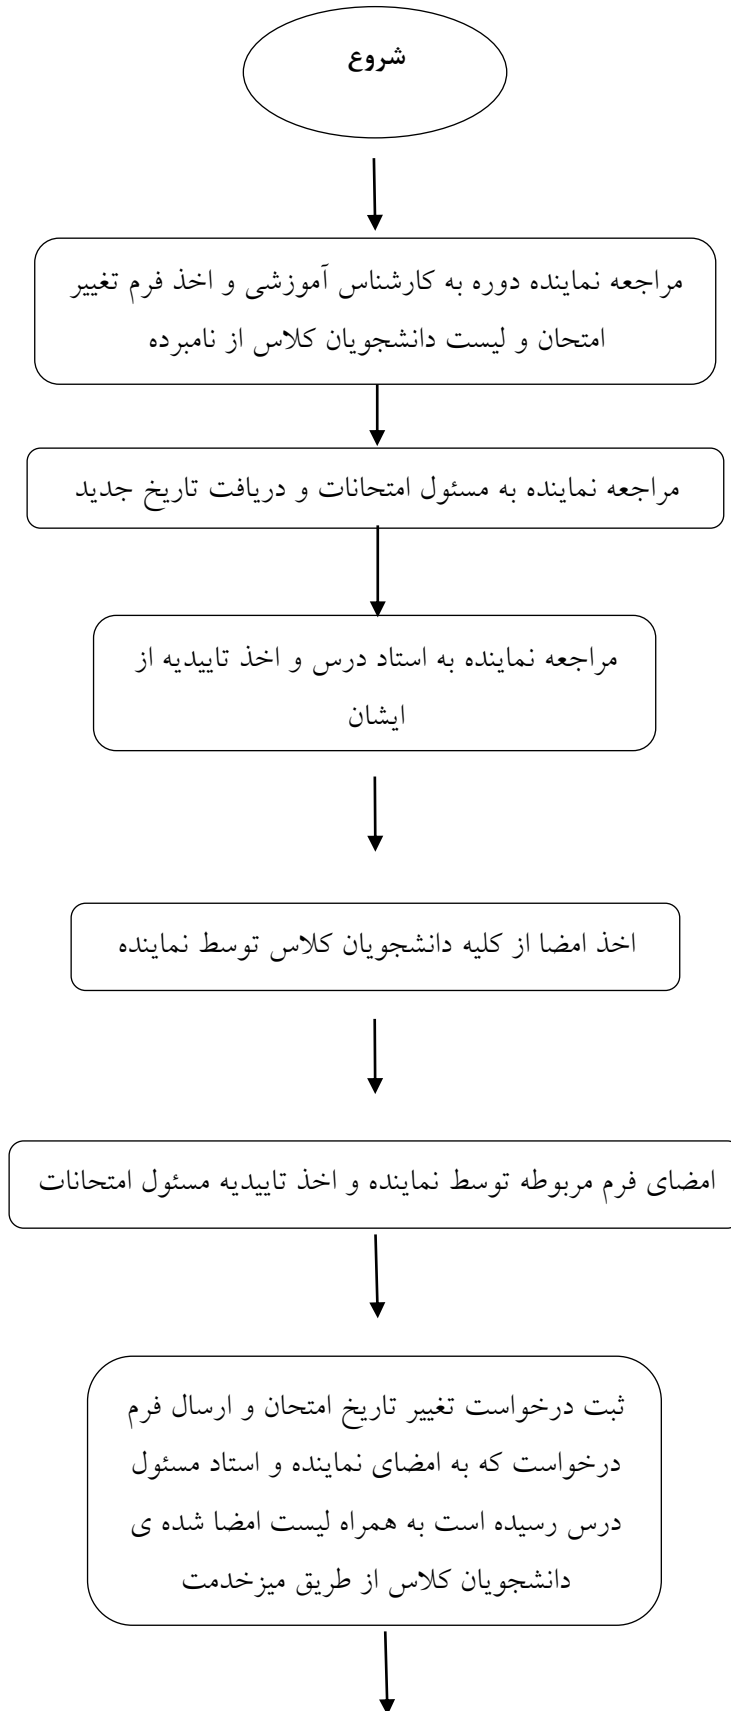 شروع
مراجعه نماینده دوره به کارشناس آموزشی و اخذ فرم تغییر
امتحان و لیست دانشجویان کلاس از نامبرده
مراجعه نماینده به مسئول امتحانات و دریافت تاریخ جدید
مراجعه نماینده به استاد درس و اخذ تاییدیه از
ایشان
اخذ امضا از کلیه دانشجویان کلاس توسط نماینده
امضای فرم مربوطه توسط نماینده و اخذ تاییدیه مسئول امتحانات
ثبت درخواست تغییر تاریخ امتحان و ارسال فرم
درخواست که به امضای نماینده و استاد مسئول
درس رسیده است به همراه لیست امضا شده ی
دانشجویان کلاس از طریق میزخدمت